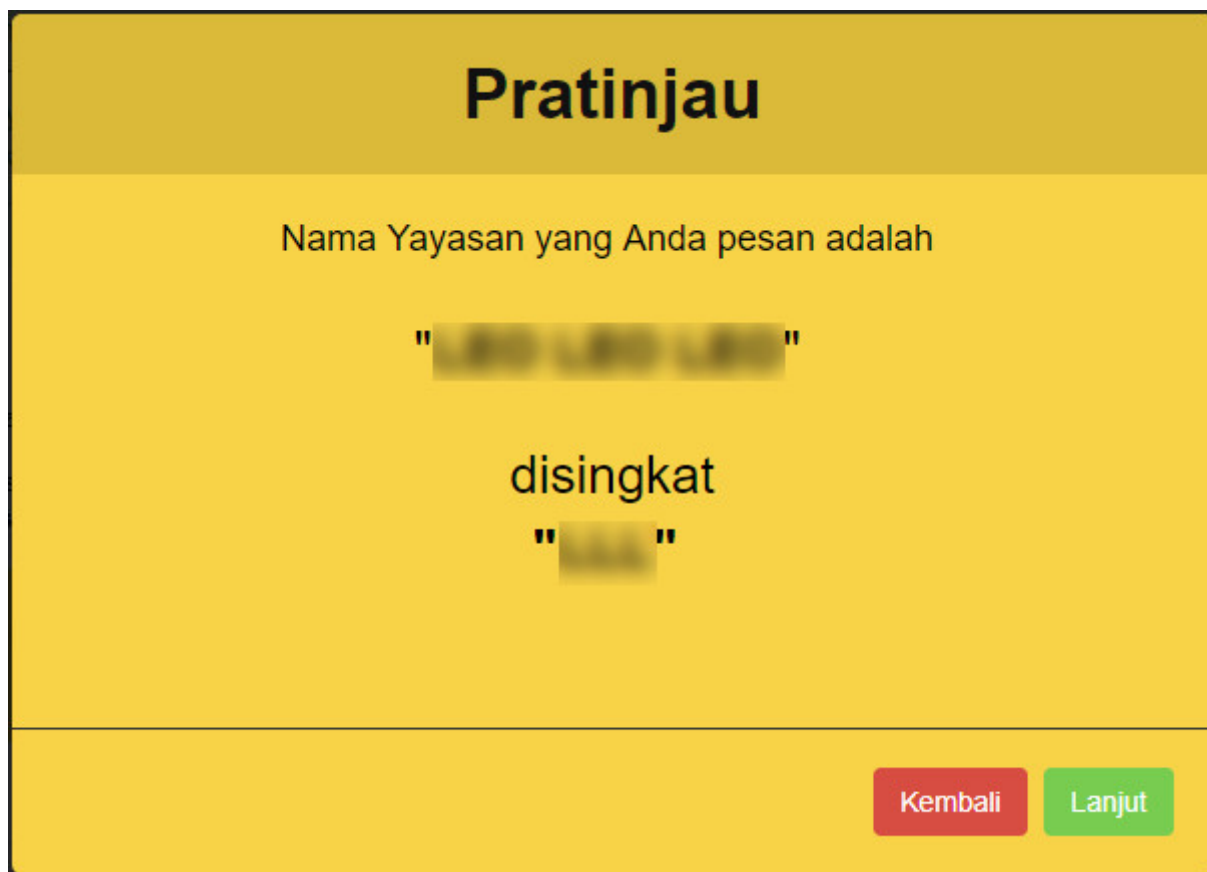 Pratinjau
Nama Yayasan yang Anda pesan adalah
" "
disingkat
" "
Kembali
Lanjut